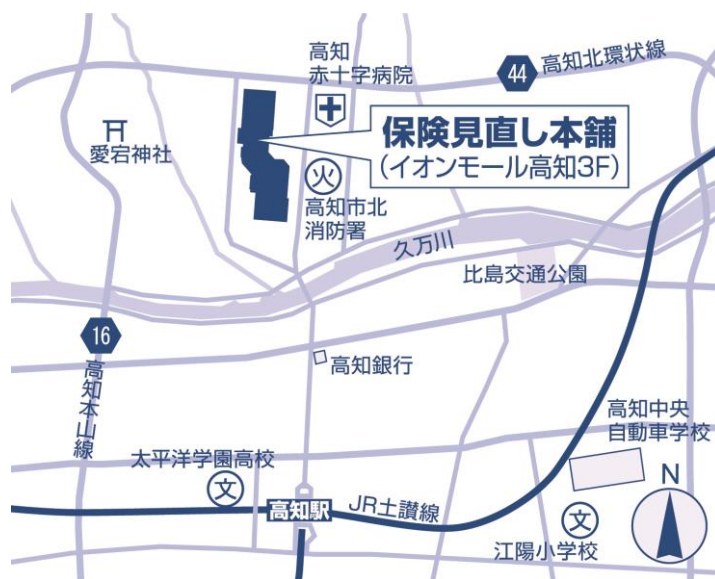 高知
赤十字病院
44
高知北環状線
保険見直し本舗
(イオンモール高知3F)
愛宕神社
火
高知市北
消防署
久万川
比島交通公園
16
高知本山線
高知銀行
高知中央
自動車学校
太平洋学園高校
文
高知駅
JR土讃線
文
江陽小学校
N